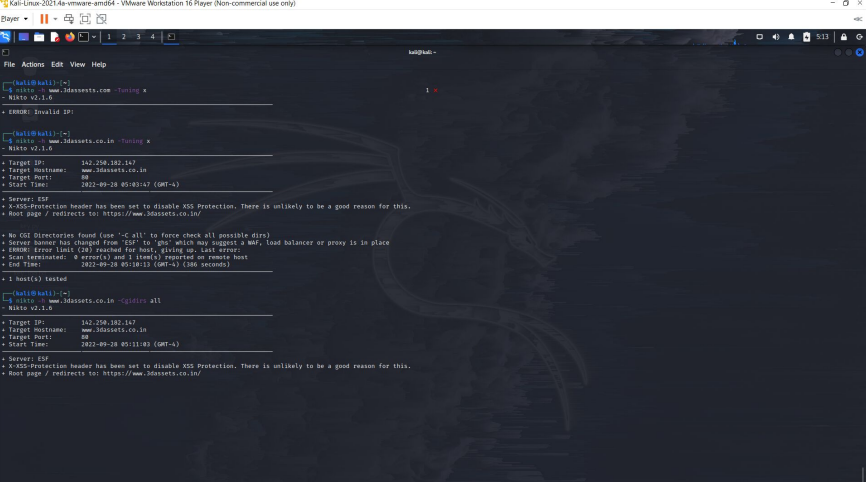 Kali-Linux-2021.4a-vmware-amd64 - VMware Workstation 16 Player (Non-commercial use only)
Player
1 2 3 4
5:13
kali@kali: ~
File Actions Edit View Help
(kali㉿kali)-[~]
$ nikto -h www.3dassests.com -Tuning x
1
- Nikto v2.1.6
+ ERROR: Invalid IP:
(kali㉿kali)-[~]
$ nikto -h www.3dassets.co.in -Tuning x
- Nikto v2.1.6
+ Target IP: 142.250.182.147
+ Target Hostname: www.3dassets.co.in
+ Target Port: 80
+ Start Time: 2022-09-28 05:03:47 (GMT-4)
+ Server: ESF
+ X-XSS-Protection header has been set to disable XSS Protection. There is unlikely to be a good reason for this.
+ Root page / redirects to: https://www.3dassets.co.in/
+ No CGI Directories found (use '-C all' to force check all possible dirs)
+ Server banner has changed from 'ESF' to 'ghs' which may suggest a WAF, load balancer or proxy is in place
+ ERROR: Error limit (20) reached for host, giving up. Last error:
+ Scan terminated: 0 error(s) and 1 item(s) reported on remote host
+ End Time: 2022-09-28 05:10:13 (GMT-4) (386 seconds)
+ 1 host(s) tested
(kali㉿kali)-[~]
$ nikto -h www.3dassets.co.in -Cgidirs all
- Nikto v2.1.6
+ Target IP: 142.250.182.147
+ Target Hostname: www.3dassets.co.in
+ Target Port: 80
+ Start Time: 2022-09-28 05:11:03 (GMT-4)
+ Server: ESF
+ X-XSS-Protection header has been set to disable XSS Protection. There is unlikely to be a good reason for this.
+ Root page / redirects to: https://www.3dassets.co.in/